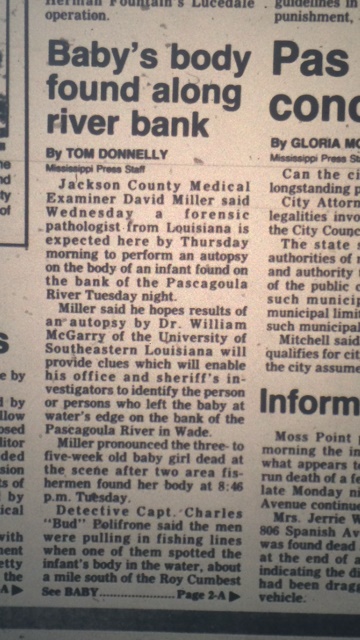 Herman Fountain's Lucedale
operation.
Baby's body
found along
river bank
By TOM DONNELLY
Mississippi Press Staff
Jackson County Medical
Examiner David Miller said
Wednesday a forensic
pathologist from Louisiana is
expected here by Thursday
morning to perform an autopsy
on the body of an infant found on
the bank of the Pascagoula
River Tuesday night.
Miller said he hopes results of
an autopsy by Dr. William
McGarry of the University of
Southeastern Louisiana will
provide clues which will enable
his office and sheriff's in-
vestigators to identify the person
or persons who left the baby at
water's edge on the bank of the
Pascagoula River in Wade.
Miller pronounced the three- to
five-week old baby girl dead at
the scene after two area fis-
hermen found her body at 8:46
p.m. Tuesday.
Detective Capt. Charles
"Bud" Polifrone said the men
were pulling in fishing lines
when one of them spotted the
infant's body in the water, about
a mile south of the Roy Cumbest
See BABY.................... Page 2-A ▶
guidelines in
punishment,
Pas
conc
By GLORIA MC
Mississippi Press St
Can the ci
longstanding p
City Attorn
legalities invo
the City Counc
The state
authorities of
and authority
of the public
such munici
municipal limit
such municipa
Mitchell said
qualifies for cit
the city assume
Inform
Moss Point
morning the in
what appears t
run death of a fe
late Monday n
Avenue continue
Mrs. Jerrie W
806 Spanish Av
was found dead
at the end of a
indicating the di
had been drag
vehicle.